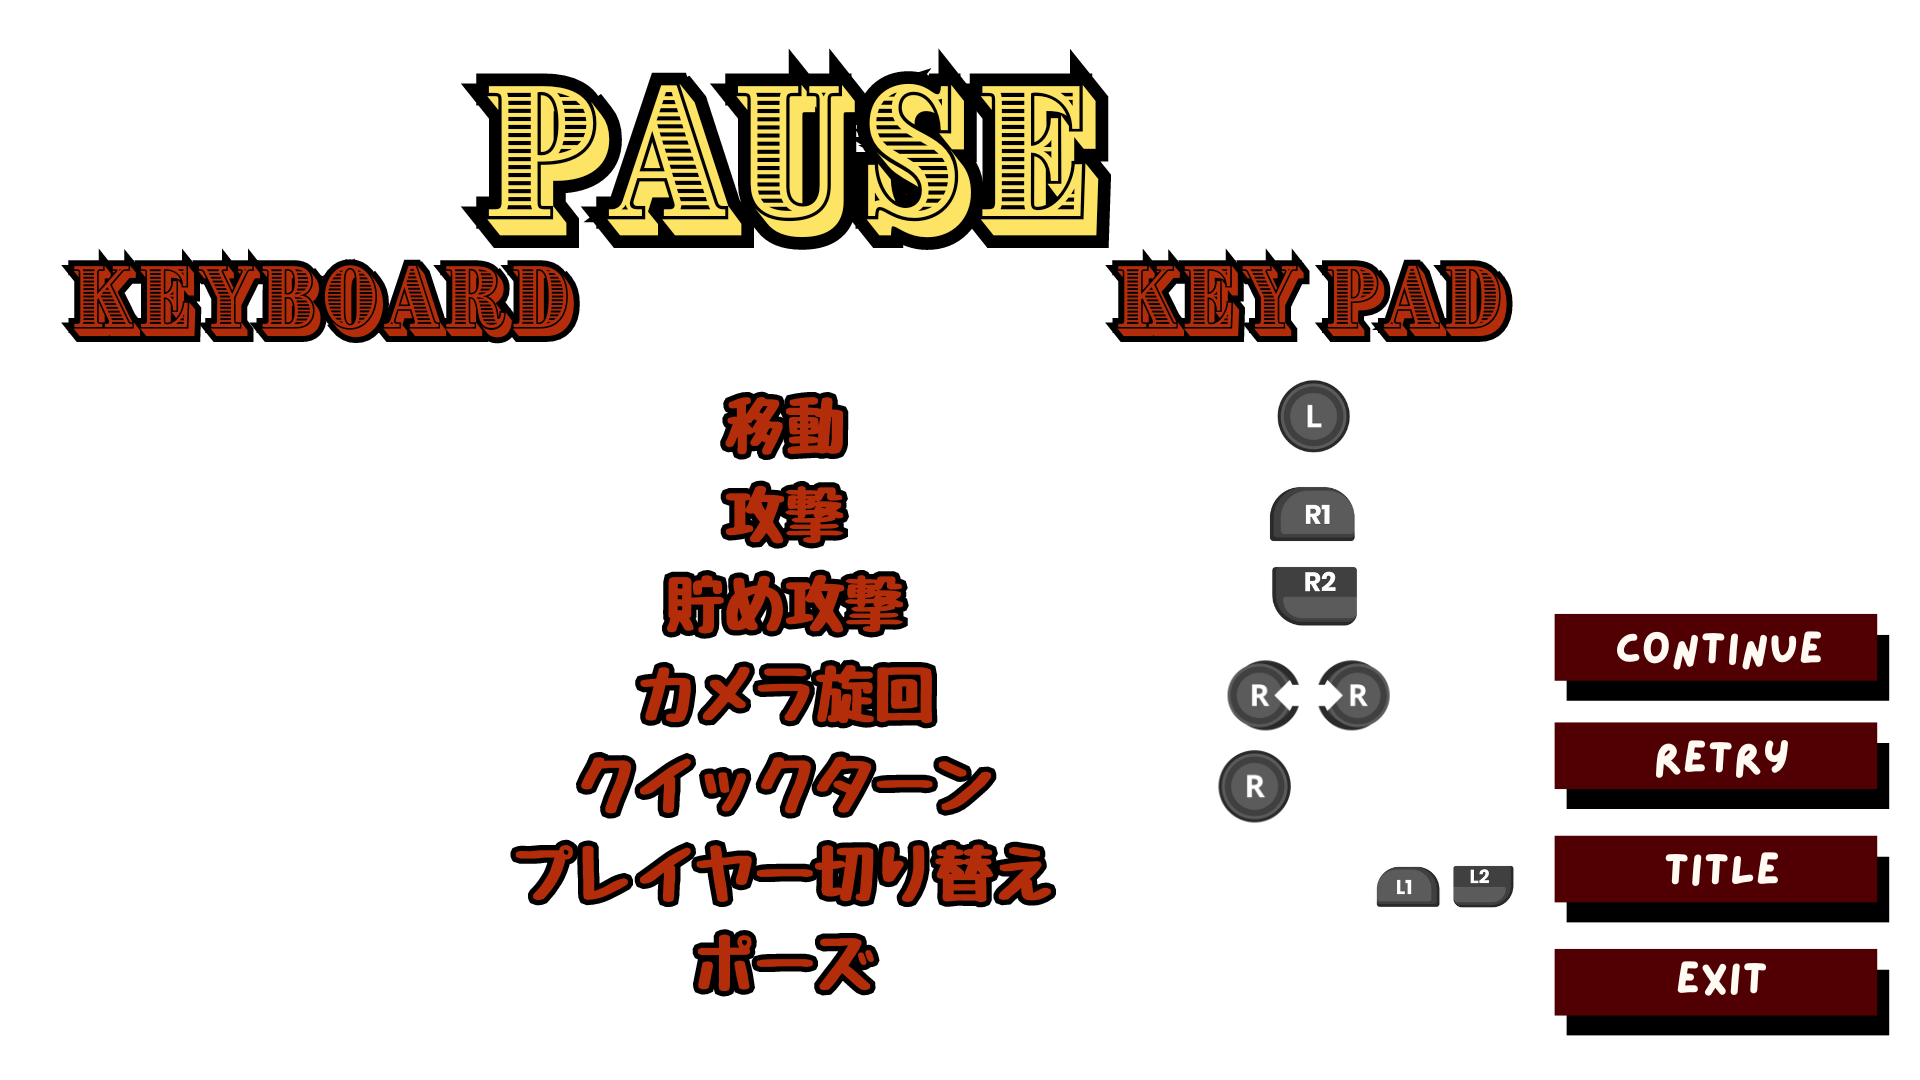 PAUSE
KEYBOARD KEY PAD
移動 L
攻撃 R1
貯め攻撃 R2
カメラ旋回 R R
クイックターン R
プレイヤー切り替え L1 L2
ポーズ
CONTINUE
RETRY
TITLE
EXIT